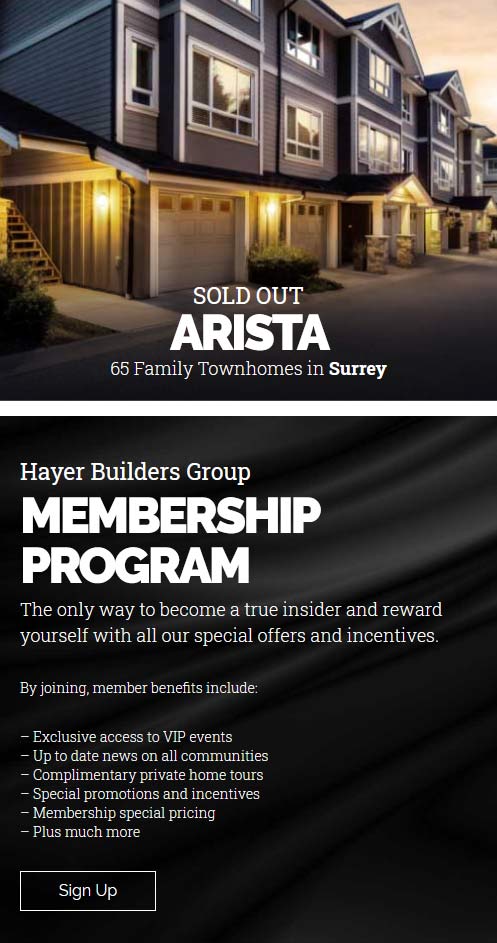 SOLD OUT
ARISTA
65 Family Townhomes in Surrey
Hayer Builders Group
MEMBERSHIP
PROGRAM
The only way to become a true insider and reward
yourself with all our special offers and incentives.
By joining, member benefits include:
– Exclusive access to VIP events
– Up to date news on all communities
– Complimentary private home tours
– Special promotions and incentives
– Membership special pricing
– Plus much more
Sign Up